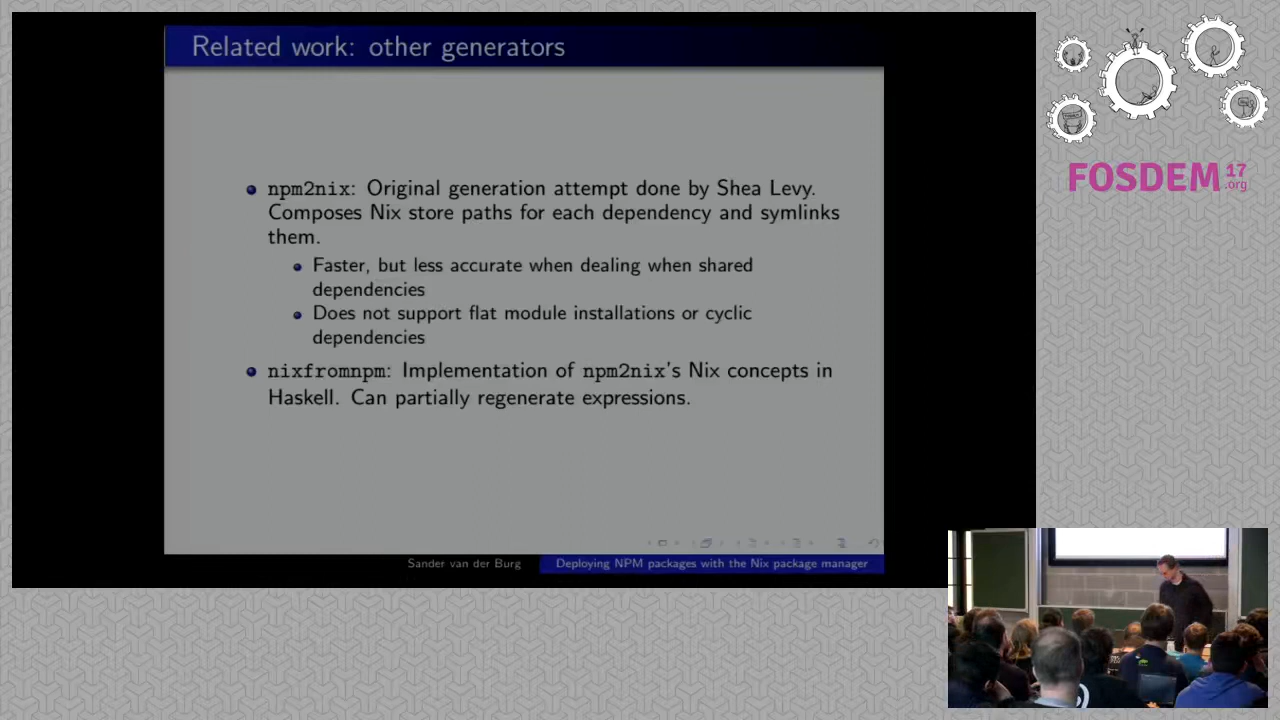 Related work: other generators
npm2nix: Original generation attempt done by Shea Levy.
Composes Nix store paths for each dependency and symlinks
them.
Faster, but less accurate when dealing when shared
dependencies
Does not support flat module installations or cyclic
dependencies
nixfromnpm: Implementation of npm2nix's Nix concepts in
Haskell. Can partially regenerate expressions.
Sander van der Burg
Deploying NPM packages with the Nix package manager
FOSDEM 17
.org